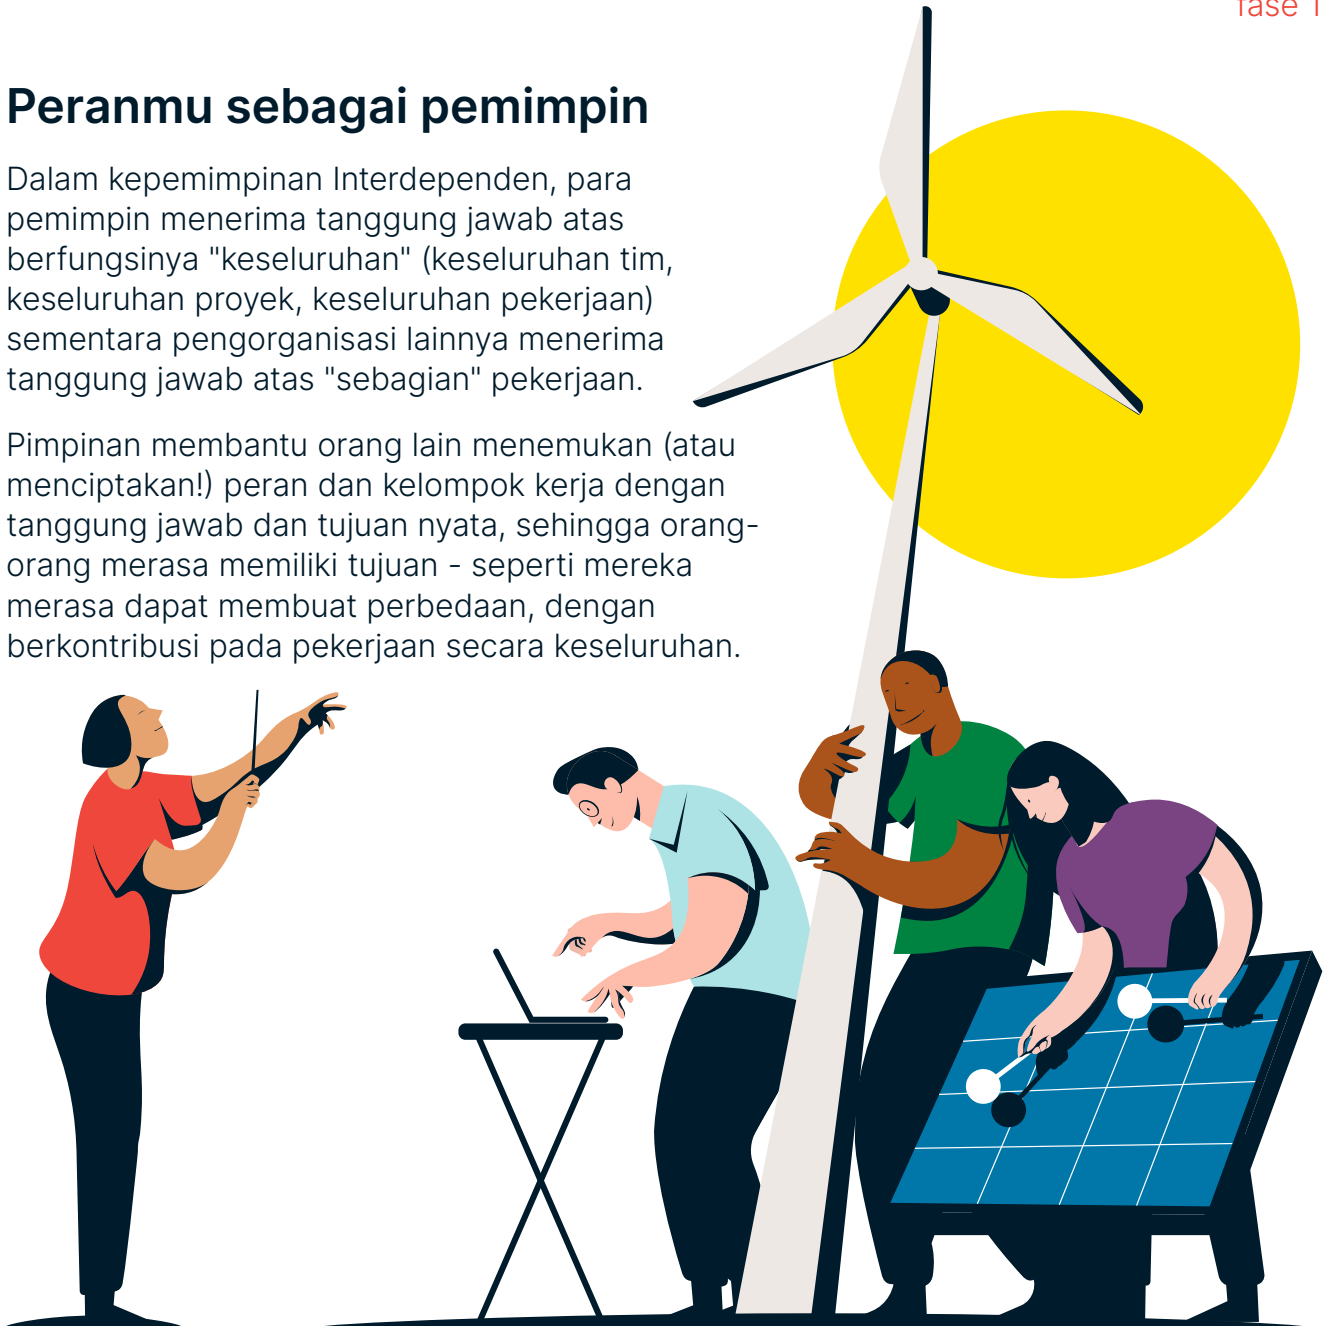 fase 1
Peranmu sebagai pemimpin
Dalam kepemimpinan Interdependen, para
pemimpin menerima tanggung jawab atas
berfungsinya "keseluruhan" (keseluruhan tim,
keseluruhan proyek, keseluruhan pekerjaan)
sementara pengorganisasi lainnya menerima
tanggung jawab atas "sebagian" pekerjaan.
Pimpinan membantu orang lain menemukan (atau
menciptakan!) peran dan kelompok kerja dengan
tanggung jawab dan tujuan nyata, sehingga orang-
orang merasa memiliki tujuan - seperti mereka
merasa dapat membuat perbedaan, dengan
berkontribusi pada pekerjaan secara keseluruhan.